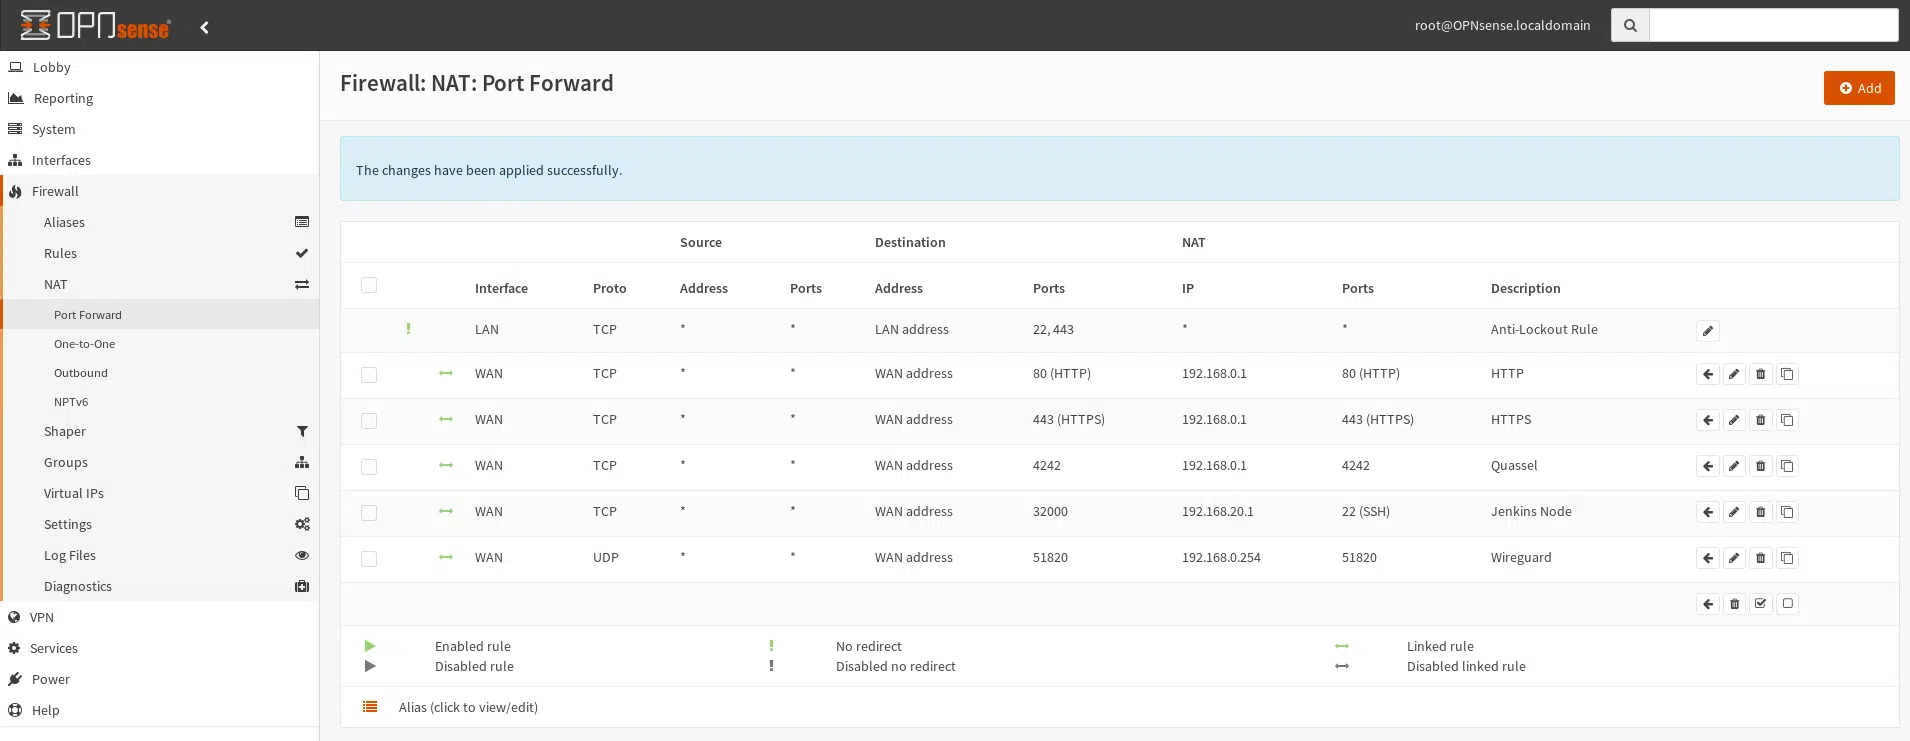 OPNsense
root@OPNsense.localdomain
Lobby
Reporting
System
Interfaces
Firewall
Aliases
Rules
NAT
Port Forward
One-to-One
Outbound
NPTv6
Shaper
Groups
Virtual IPs
Settings
Log Files
Diagnostics
VPN
Services
Power
Help
Firewall: NAT: Port Forward
Add
The changes have been applied successfully.
Source Destination NAT
Interface Proto Address Ports Address Ports IP Ports Description
! LAN TCP * * LAN address 22, 443 * * Anti-Lockout Rule
WAN TCP * * WAN address 80 (HTTP) 192.168.0.1 80 (HTTP) HTTP
WAN TCP * * WAN address 443 (HTTPS) 192.168.0.1 443 (HTTPS) HTTPS
WAN TCP * * WAN address 4242 192.168.0.1 4242 Quassel
WAN TCP * * WAN address 32000 192.168.20.1 22 (SSH) Jenkins Node
WAN UDP * * WAN address 51820 192.168.0.254 51820 Wireguard
Enabled rule ! No redirect Linked rule
Disabled rule ! Disabled no redirect Disabled linked rule
Alias (click to view/edit)